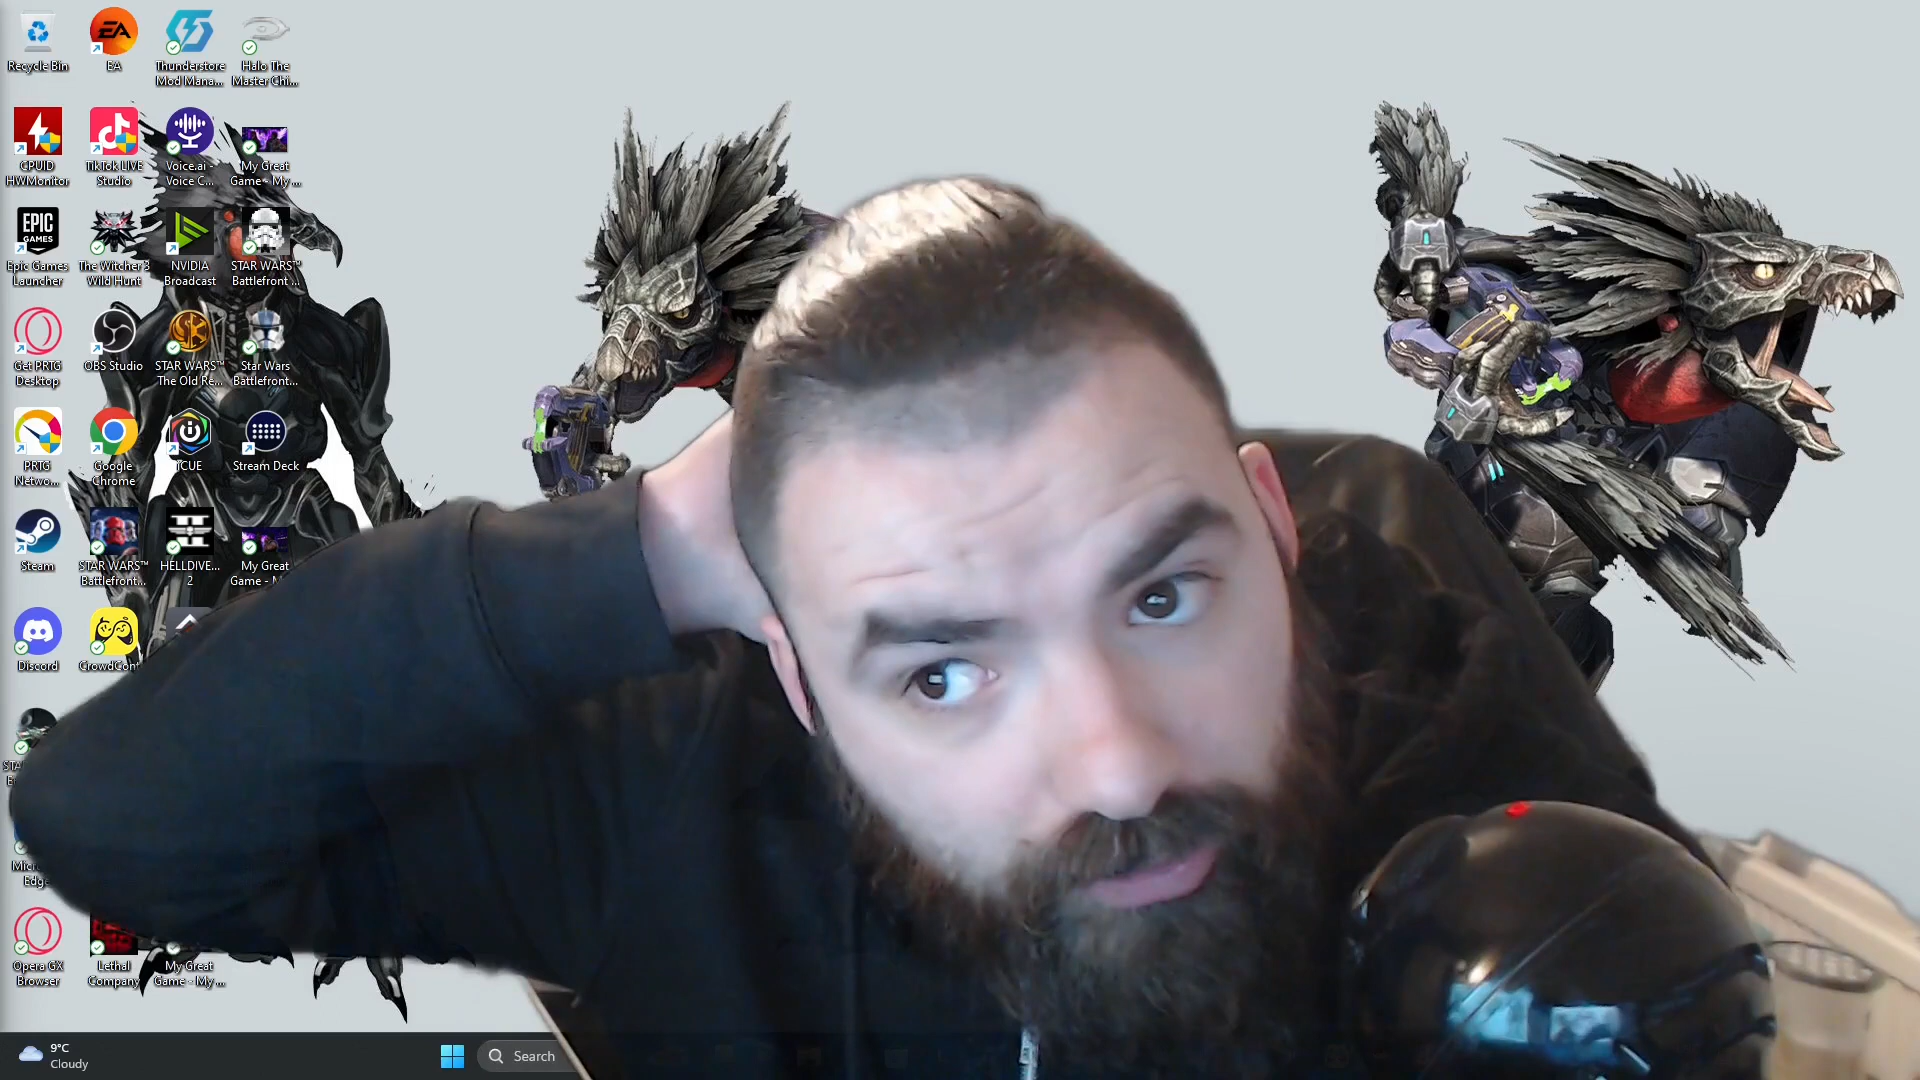 Recycle Bin
EA
Thunderstore
Mod Mana...
Halo The
Master Chi...
CPUID
HWMonitor
TikTok LIVE
Studio
Voice.ai -
Voice C...
My Great
Game - My ...
EPIC
GAMES
Epic Games
Launcher
The Witcher 3
Wild Hunt
NVIDIA
Broadcast
STAR WARS™
Battlefront ...
Get PRTG
Desktop
OBS Studio
STAR WARS™
The Old Re...
Star Wars
Battlefront...
PRTG
Netwo...
Google
Chrome
iCUE
Stream Deck
Steam
STAR WARS™
Battlefront...
HELLDIVE...
2
My Great
Game - M
Discord
CrowdCont
Edge
Opera GX
Browser
Lethal
Company
My Great
Game - My ...
9°C
Cloudy
Search